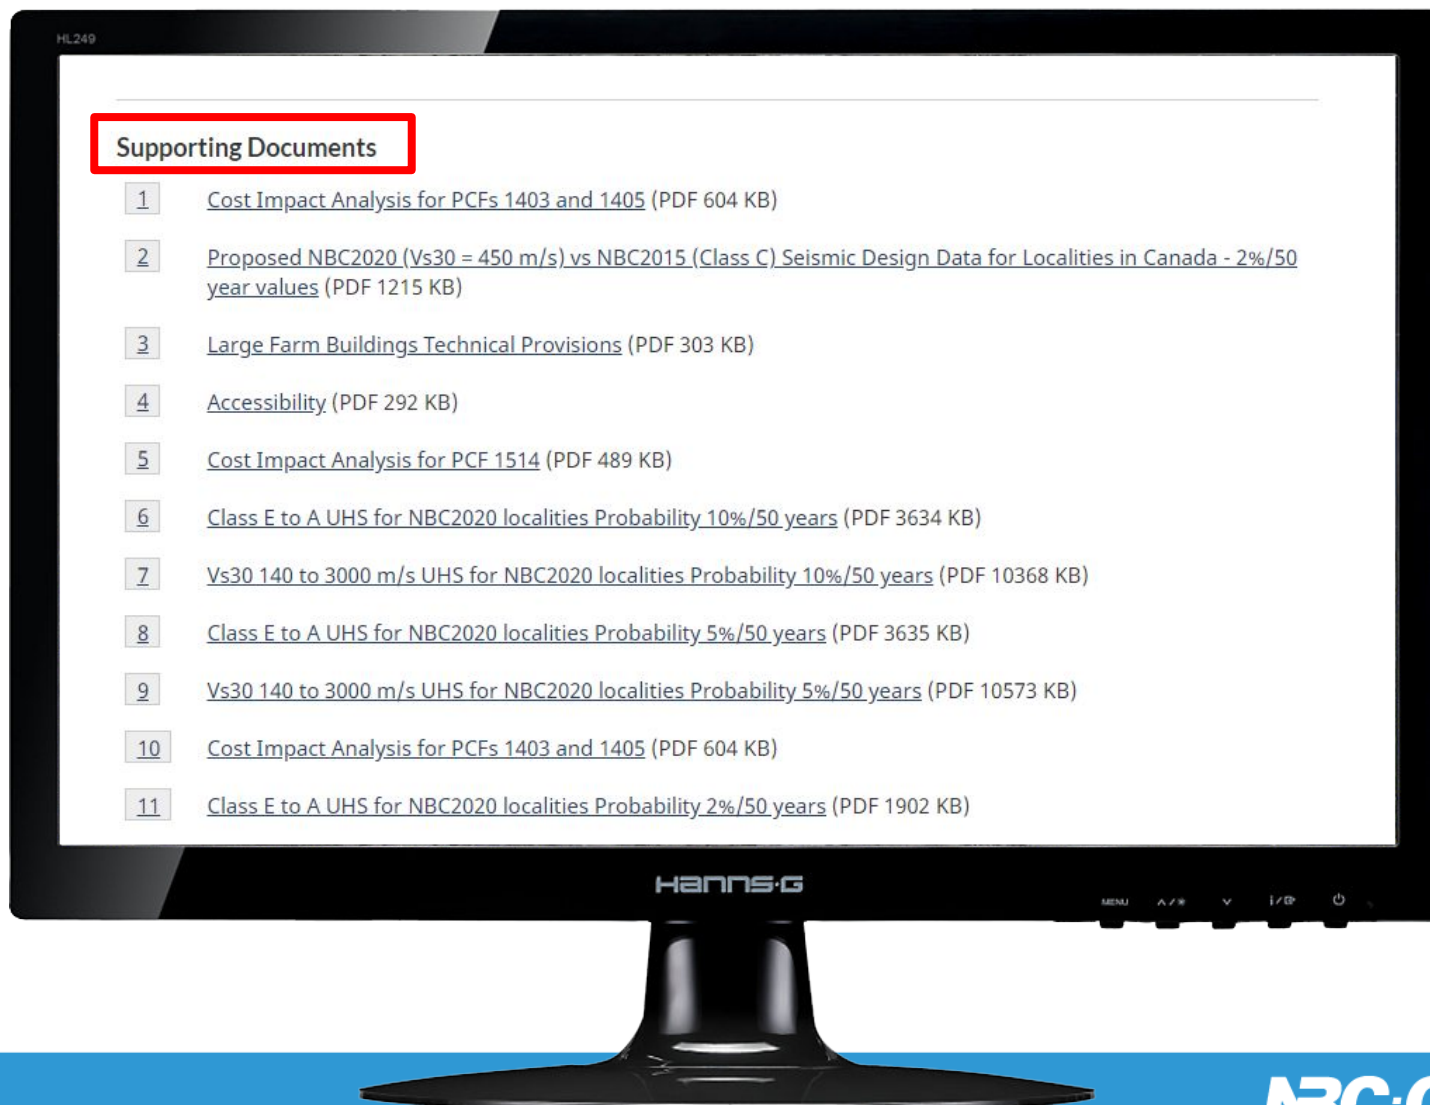 HL249
Supporting Documents
1 Cost Impact Analysis for PCFs 1403 and 1405 (PDF 604 KB)
2 Proposed NBC2020 (Vs30 = 450 m/s) vs NBC2015 (Class C) Seismic Design Data for Localities in Canada - 2%/50
year values (PDF 1215 KB)
3 Large Farm Buildings Technical Provisions (PDF 303 KB)
4 Accessibility (PDF 292 KB)
5 Cost Impact Analysis for PCF 1514 (PDF 489 KB)
6 Class E to A UHS for NBC2020 localities Probability 10%/50 years (PDF 3634 KB)
7 Vs30 140 to 3000 m/s UHS for NBC2020 localities Probability 10%/50 years (PDF 10368 KB)
8 Class E to A UHS for NBC2020 localities Probability 5%/50 years (PDF 3635 KB)
9 Vs30 140 to 3000 m/s UHS for NBC2020 localities Probability 5%/50 years (PDF 10573 KB)
10 Cost Impact Analysis for PCFs 1403 and 1405 (PDF 604 KB)
11 Class E to A UHS for NBC2020 localities Probability 2%/50 years (PDF 1902 KB)
Hanns·G
MENU